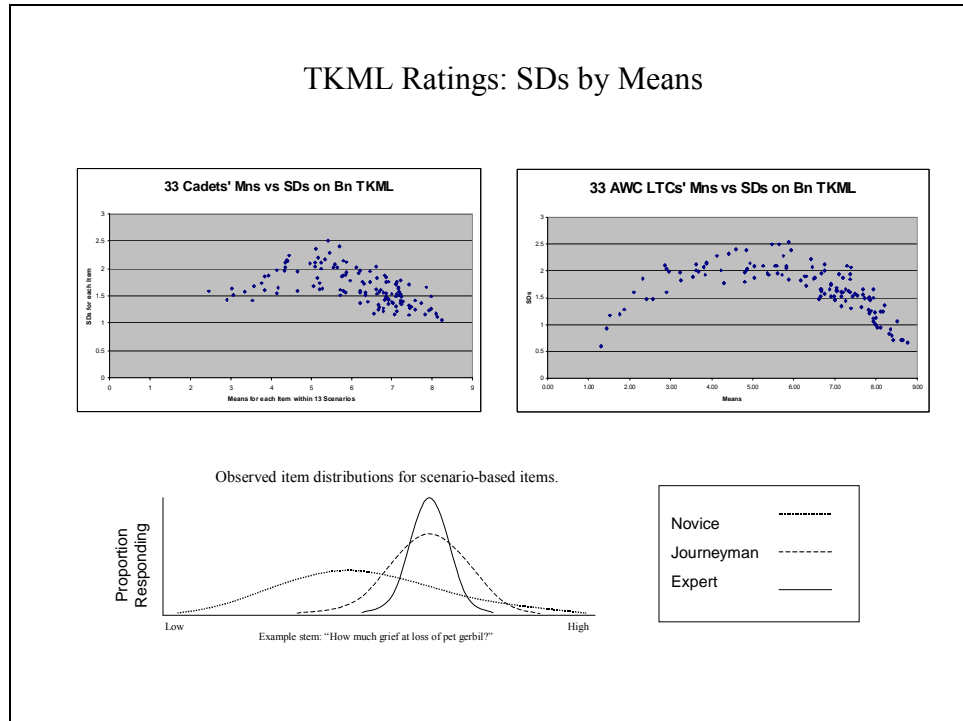 TKML Ratings: SDs by Means
33 Cadets' Mns vs SDs on Bn TKML
3
2.5
2
1.5
1
0.5
0
SDs for each Item
0 1 2 3 4 5 6 7 8 9
Means for each Item within 13 Scenarios
33 AWC LTCs' Mns vs SDs on Bn TKML
3
2.5
2
1.5
1
0.5
0
SDs
0.00 1.00 2.00 3.00 4.00 5.00 6.00 7.00 8.00 9.00
Means
Observed item distributions for scenario-based items.
Proportion
Responding
Low High
Example stem: “How much grief at loss of pet gerbil?”
Novice
Journeyman
Expert